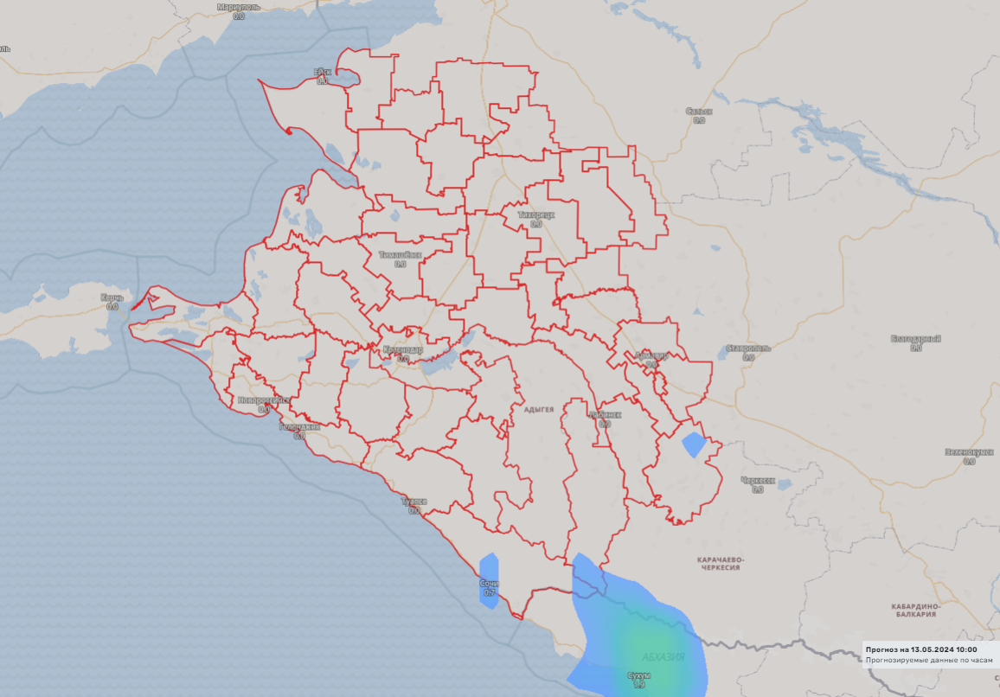 Мариуполь
0.0
Ейск
0.0
Сальск
0.0
Тихорецк
0.0
Тимашёвск
0.0
Керчь
0.0
Благодарный
0.0
Ставрополь
0.0
Краснодар
0.0
Армавир
0.0
Новороссийск
0.0
АДЫГЕЯ
Лабинск
0.0
Геленджик
0.0
Зеленокумск
0.0
Черкесск
0.0
Туапсе
0.0
КАРАЧАЕВО-
ЧЕРКЕСИЯ
Сочи
0.7
КАБАРДИНО-
БАЛКАРИЯ
Прогноз на 13.05.2024 10:00
Прогнозируемые данные по часам
АБХАЗИЯ
Сухум